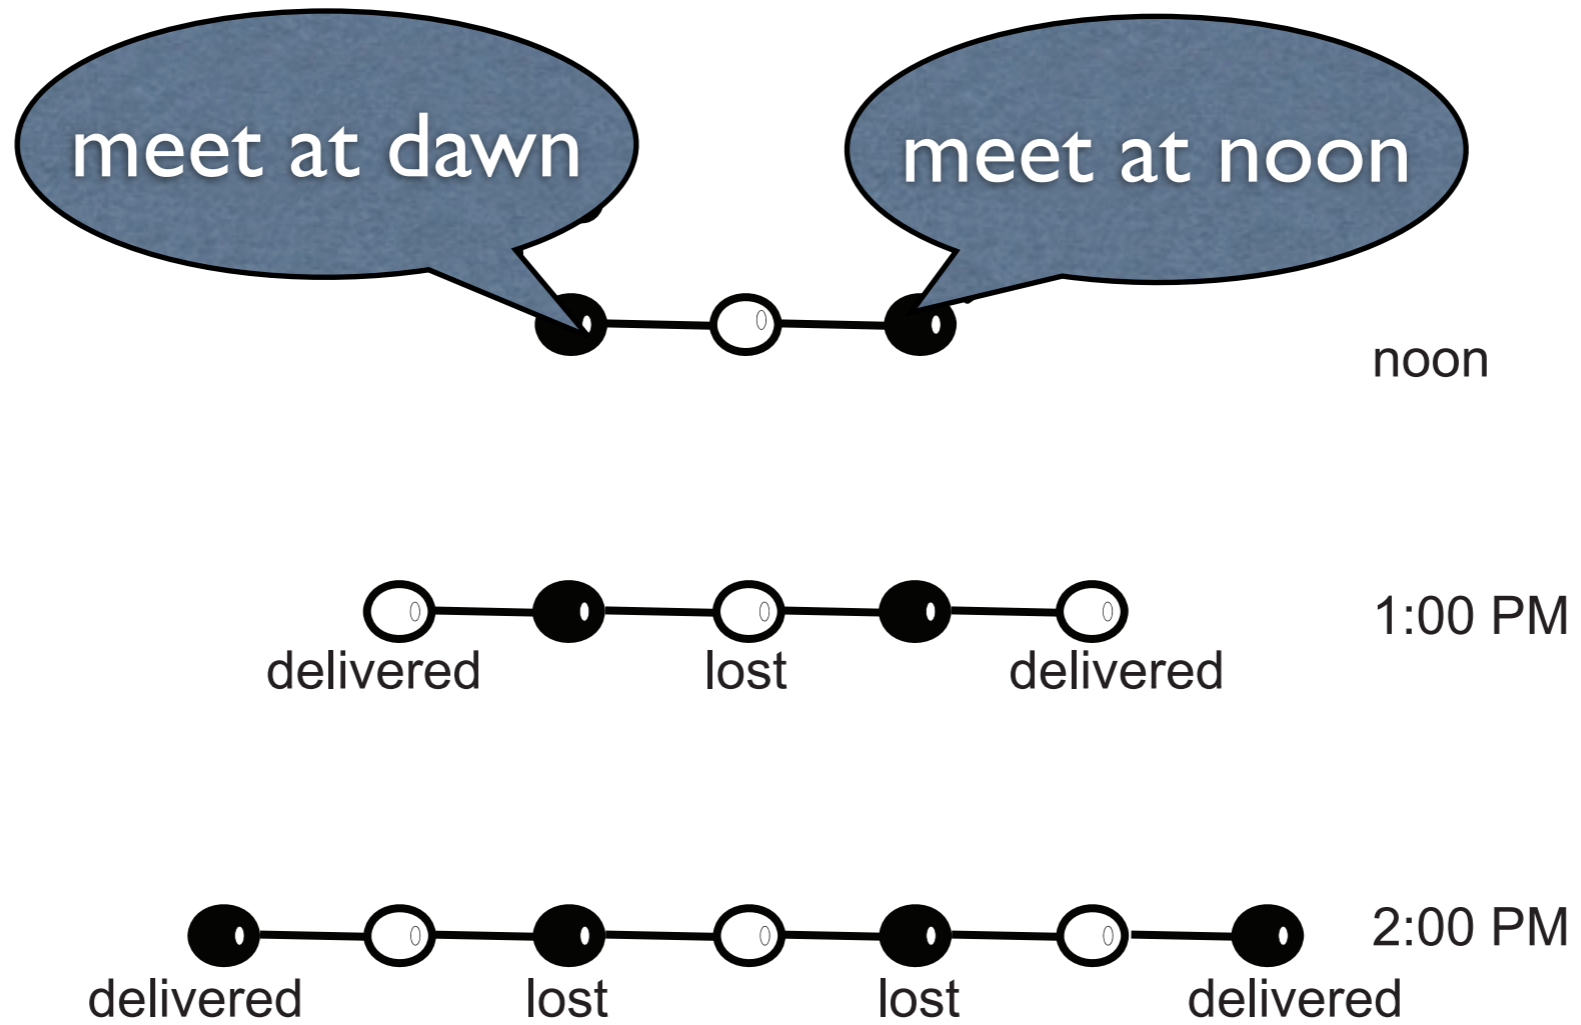 meet at dawn
meet at noon
noon
1:00 PM
delivered lost delivered
2:00 PM
delivered lost lost delivered